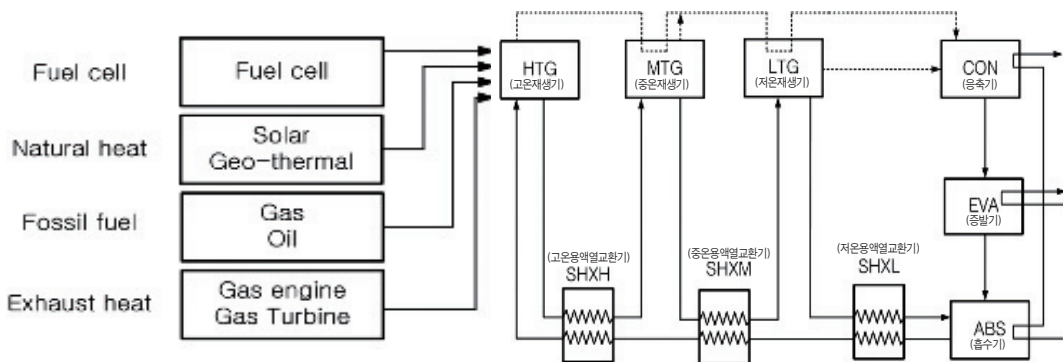 Fuel cell
Fuel cell
Natural heat
Solar
Geo-thermal
Fossil fuel
Gas
Oil
Exhaust heat
Gas engine
Gas Turbine
HTG
(고온재생기)
MTG
(중온재생기)
LTG
(저온재생기)
CON
(응축기)
EVA
(증발기)
(고온용액열교환기)
SHXH
(중온용액열교환기)
SHXM
(저온용액열교환기)
SHXL
ABS
(흡수기)